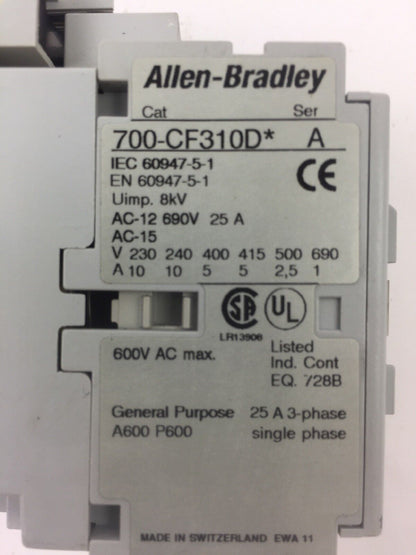 Allen-Bradley
Cat Ser
700-CF310D* A
IEC 60947-5-1
EN 60947-5-1
CE
Uimp. 8kV
AC-12 690V 25 A
AC-15
V 230 240 400 415 500 690
A 10 10 5 5 2,5 1
SA UL
LR13908
600V AC max. Listed
Ind. Cont
EQ. 728B
General Purpose 25 A 3-phase
A600 P600 single phase
MADE IN SWITZERLAND EWA 11